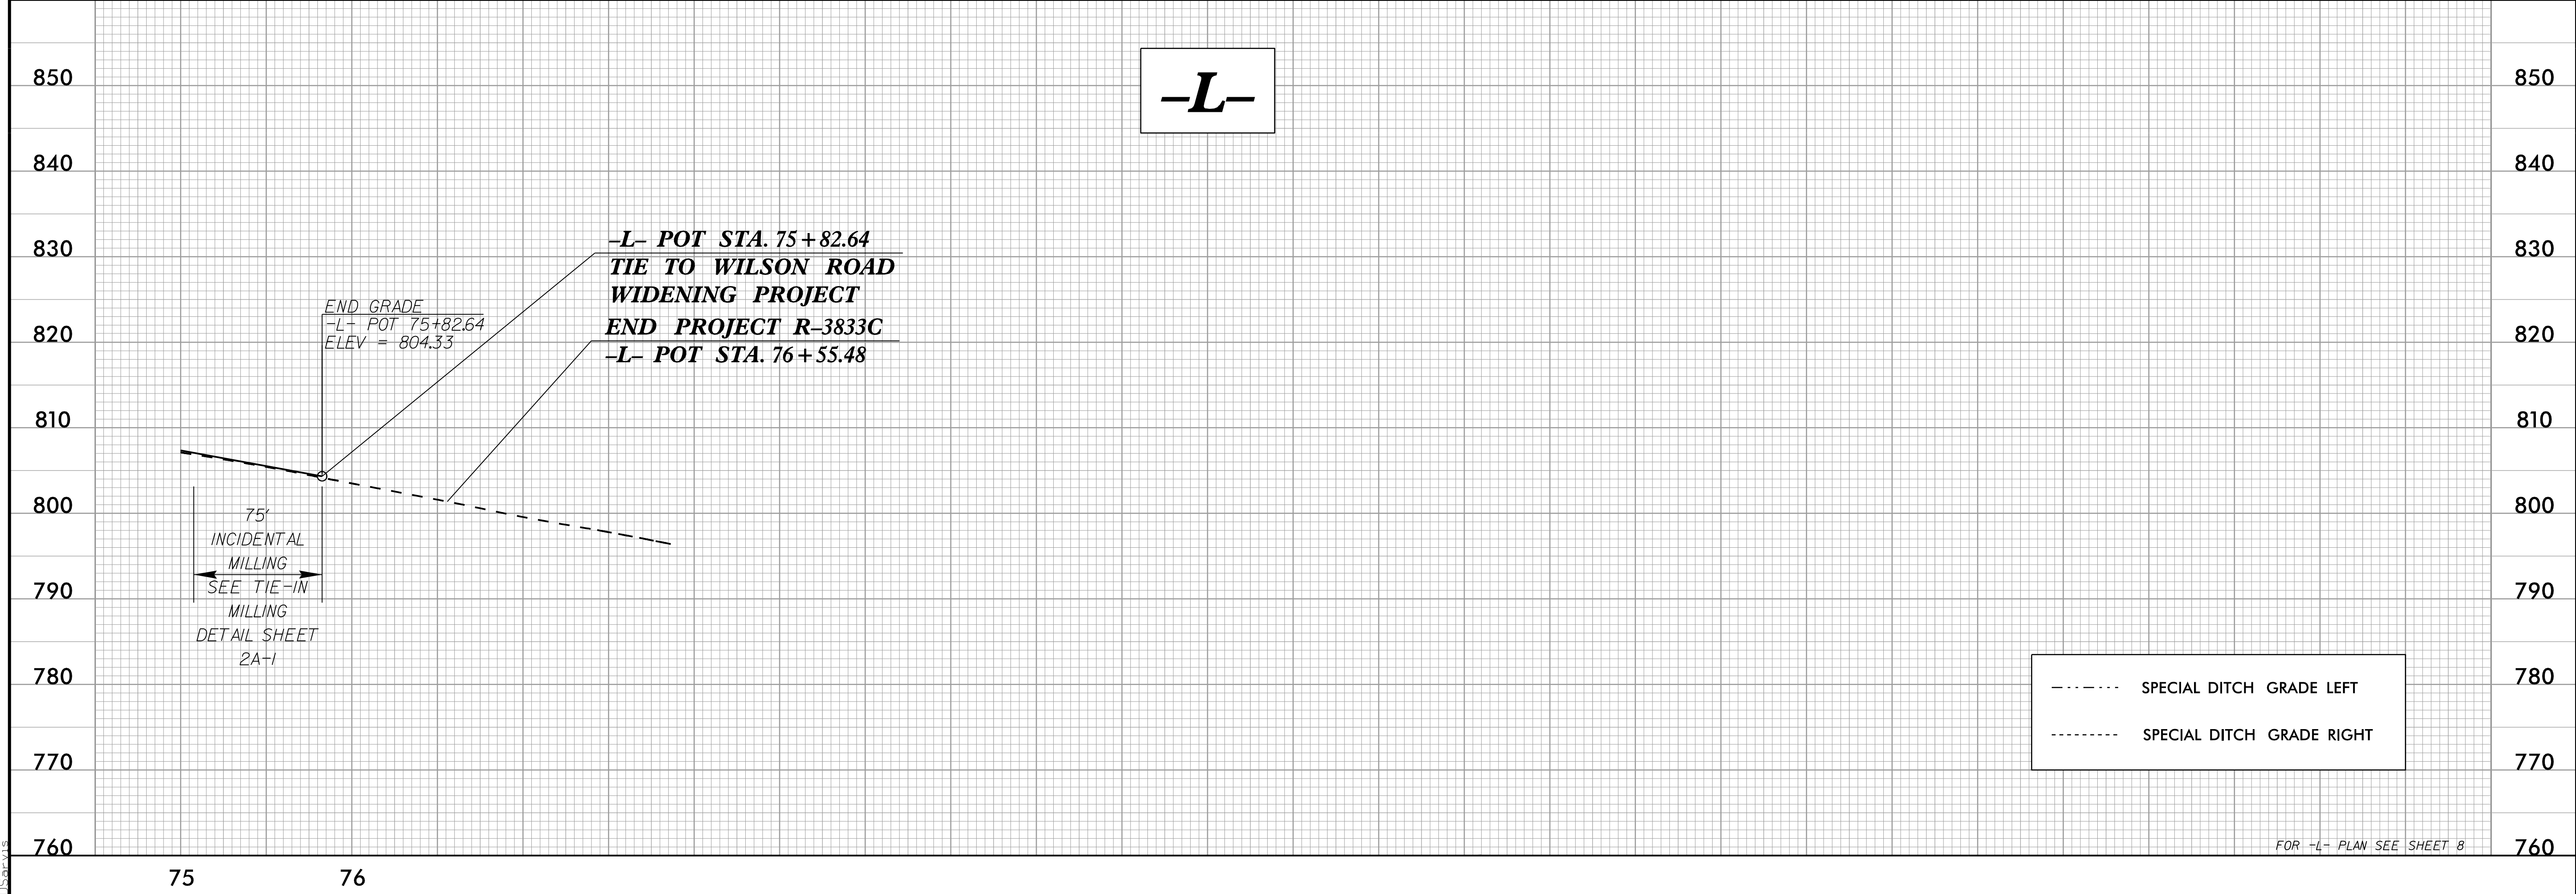 –L–
850
850
840
840
830
830
820
820
810
810
800
800
790
790
780
780
770
770
760
760
–L– POT STA. 75+82.64
TIE TO WILSON ROAD
WIDENING PROJECT
END PROJECT R–3833C
–L– POT STA. 76+55.48
END GRADE
-L- POT 75+82.64
ELEV = 804.33
75'
INCIDENTAL
MILLING
SEE TIE-IN
MILLING
DETAIL SHEET
2A-1
SPECIAL DITCH GRADE LEFT
SPECIAL DITCH GRADE RIGHT
FOR -L- PLAN SEE SHEET 8
75
76